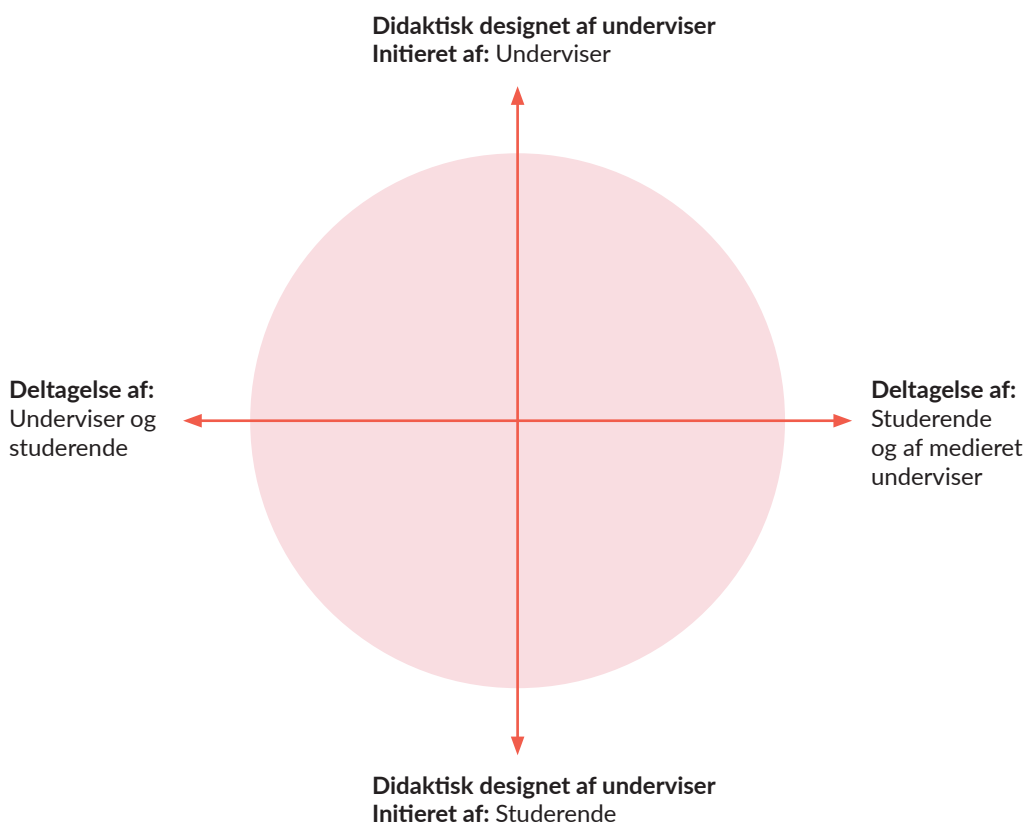 Didaktisk designet af underviser
Initieret af: Underviser
Deltagelse af:
Underviser og
studerende
Deltagelse af:
Studerende
og af medieret
underviser
Didaktisk designet af underviser
Initieret af: Studerende